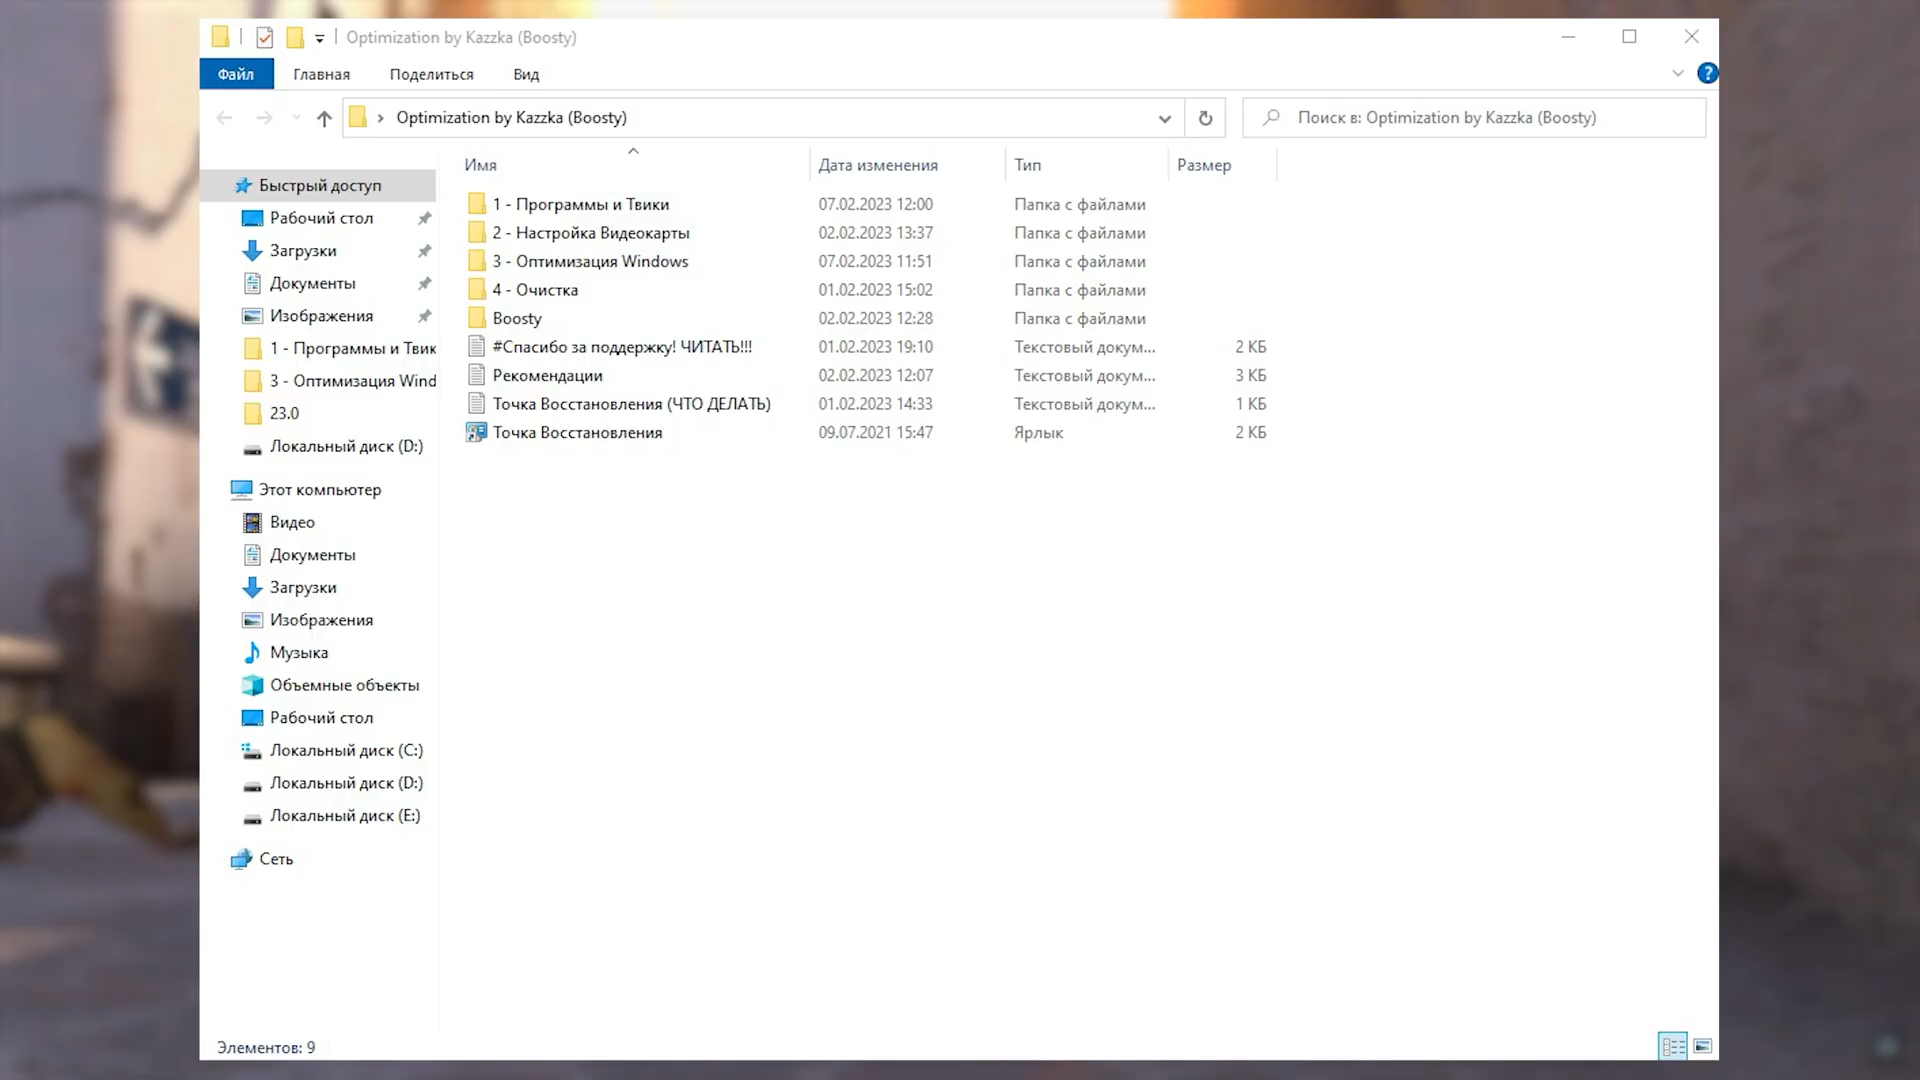 Optimization by Kazzka (Boosty)
Файл Главная Поделиться Вид ?
Optimization by Kazzka (Boosty) Поиск в: Optimization by Kazzka (Boosty)
Имя Дата изменения Тип Размер
Быстрый доступ
Рабочий стол
Загрузки
Документы
Изображения
1 - Программы и Твик
3 - Оптимизация Wind
23.0
Локальный диск (D:)
Этот компьютер
Видео
Документы
Загрузки
Изображения
Музыка
Объемные объекты
Рабочий стол
Локальный диск (C:)
Локальный диск (D:)
Локальный диск (E:)
Сеть
1 - Программы и Твики 07.02.2023 12:00 Папка с файлами
2 - Настройка Видеокарты 02.02.2023 13:37 Папка с файлами
3 - Оптимизация Windows 07.02.2023 11:51 Папка с файлами
4 - Очистка 01.02.2023 15:02 Папка с файлами
Boosty 02.02.2023 12:28 Папка с файлами
#Спасибо за поддержку! ЧИТАТЬ!!! 01.02.2023 19:10 Текстовый докум... 2 КБ
Рекомендации 02.02.2023 12:07 Текстовый докум... 3 КБ
Точка Восстановления (ЧТО ДЕЛАТЬ) 01.02.2023 14:33 Текстовый докум... 1 КБ
Точка Восстановления 09.07.2021 15:47 Ярлык 2 КБ
Элементов: 9